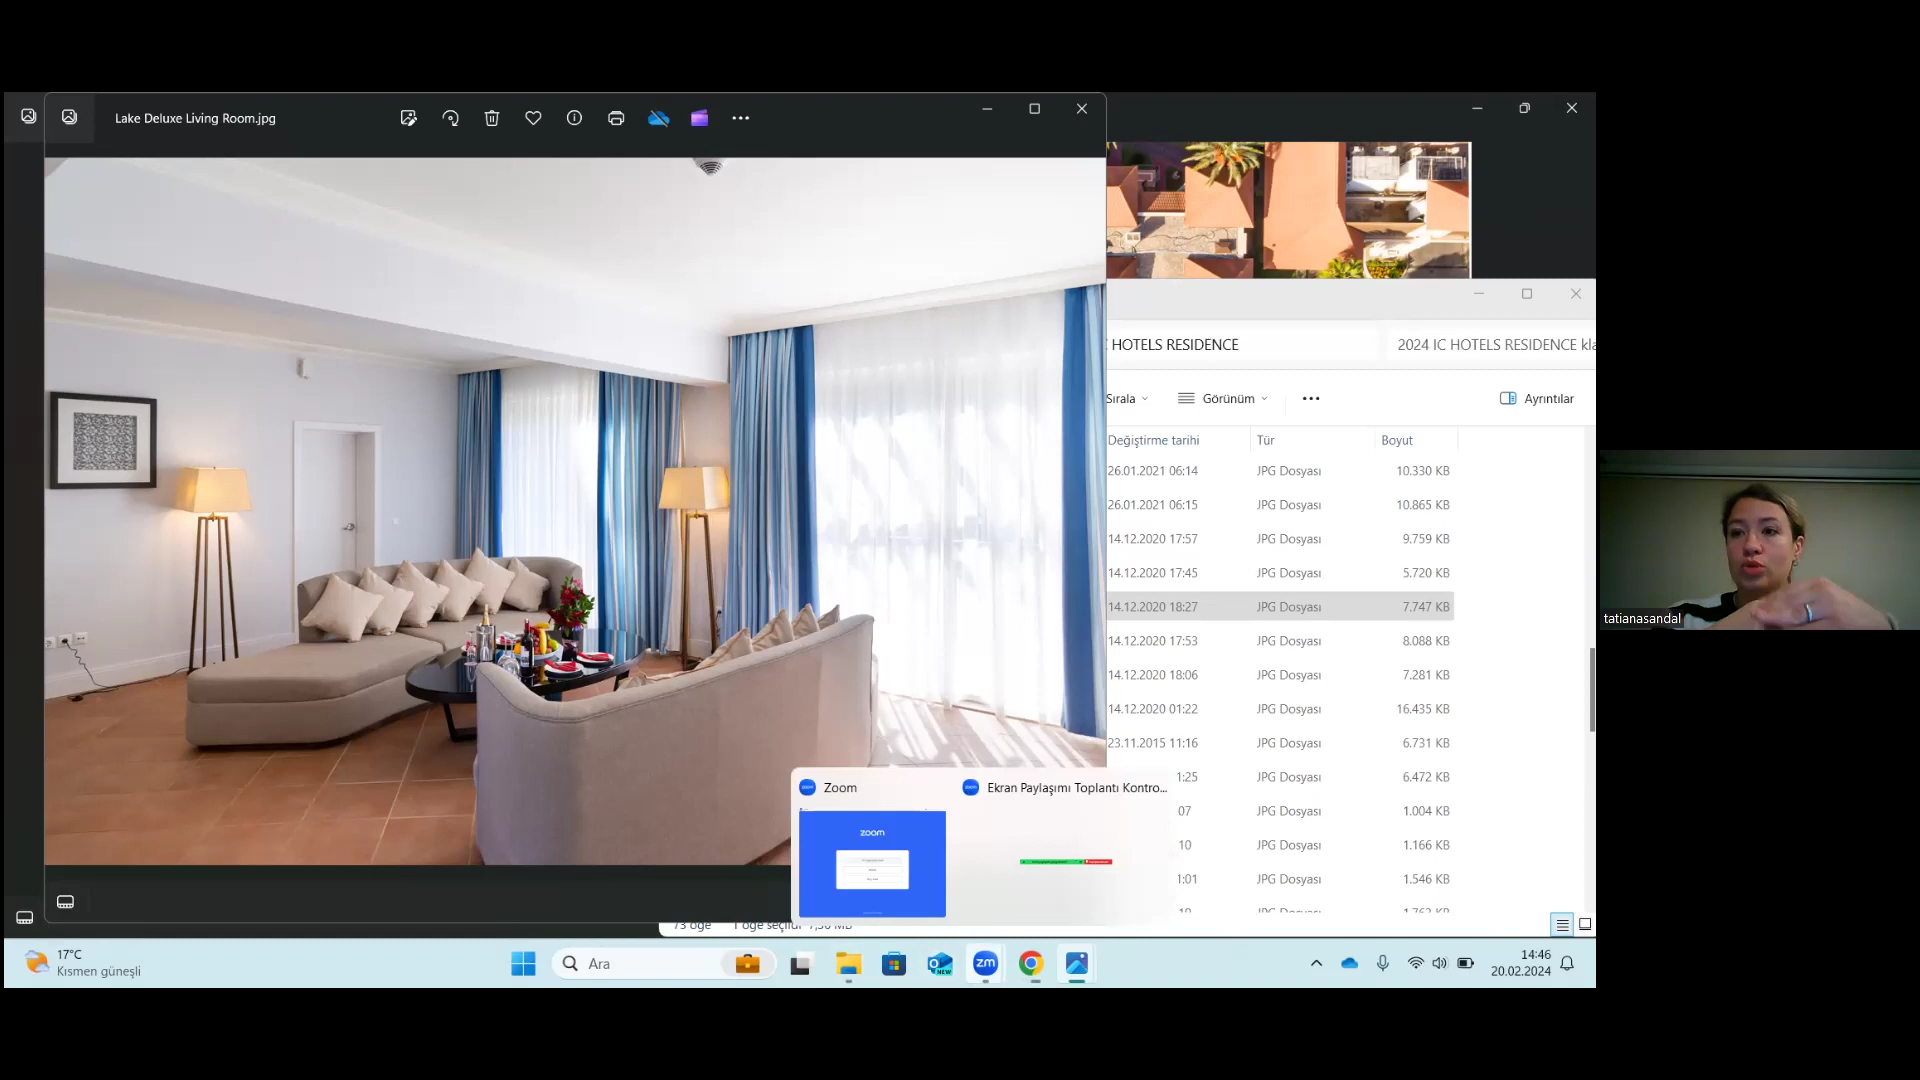 Lake Deluxe Living Room.jpg
HOTELS RESIDENCE
2024 IC HOTELS RESIDENCE kla
Sırala
Görünüm
Ayrıntılar
Değiştirme tarihi Tür Boyut
26.01.2021 06:14 JPG Dosyası 10.330 KB
26.01.2021 06:15 JPG Dosyası 10.865 KB
14.12.2020 17:57 JPG Dosyası 9.759 KB
14.12.2020 17:45 JPG Dosyası 5.720 KB
14.12.2020 18:27 JPG Dosyası 7.747 KB
14.12.2020 17:53 JPG Dosyası 8.088 KB
14.12.2020 18:06 JPG Dosyası 7.281 KB
14.12.2020 01:22 JPG Dosyası 16.435 KB
23.11.2015 11:16 JPG Dosyası 6.731 KB
1:25 JPG Dosyası 6.472 KB
07 JPG Dosyası 1.004 KB
10 JPG Dosyası 1.166 KB
1:01 JPG Dosyası 1.546 KB
tatianasandal
Zoom
Ekran Paylaşımı Toplantı Kontro...
zoom
73 öge 1 öge seçildi
17°C
Kısmen güneşli
Ara
NEW
zm
14:46
20.02.2024